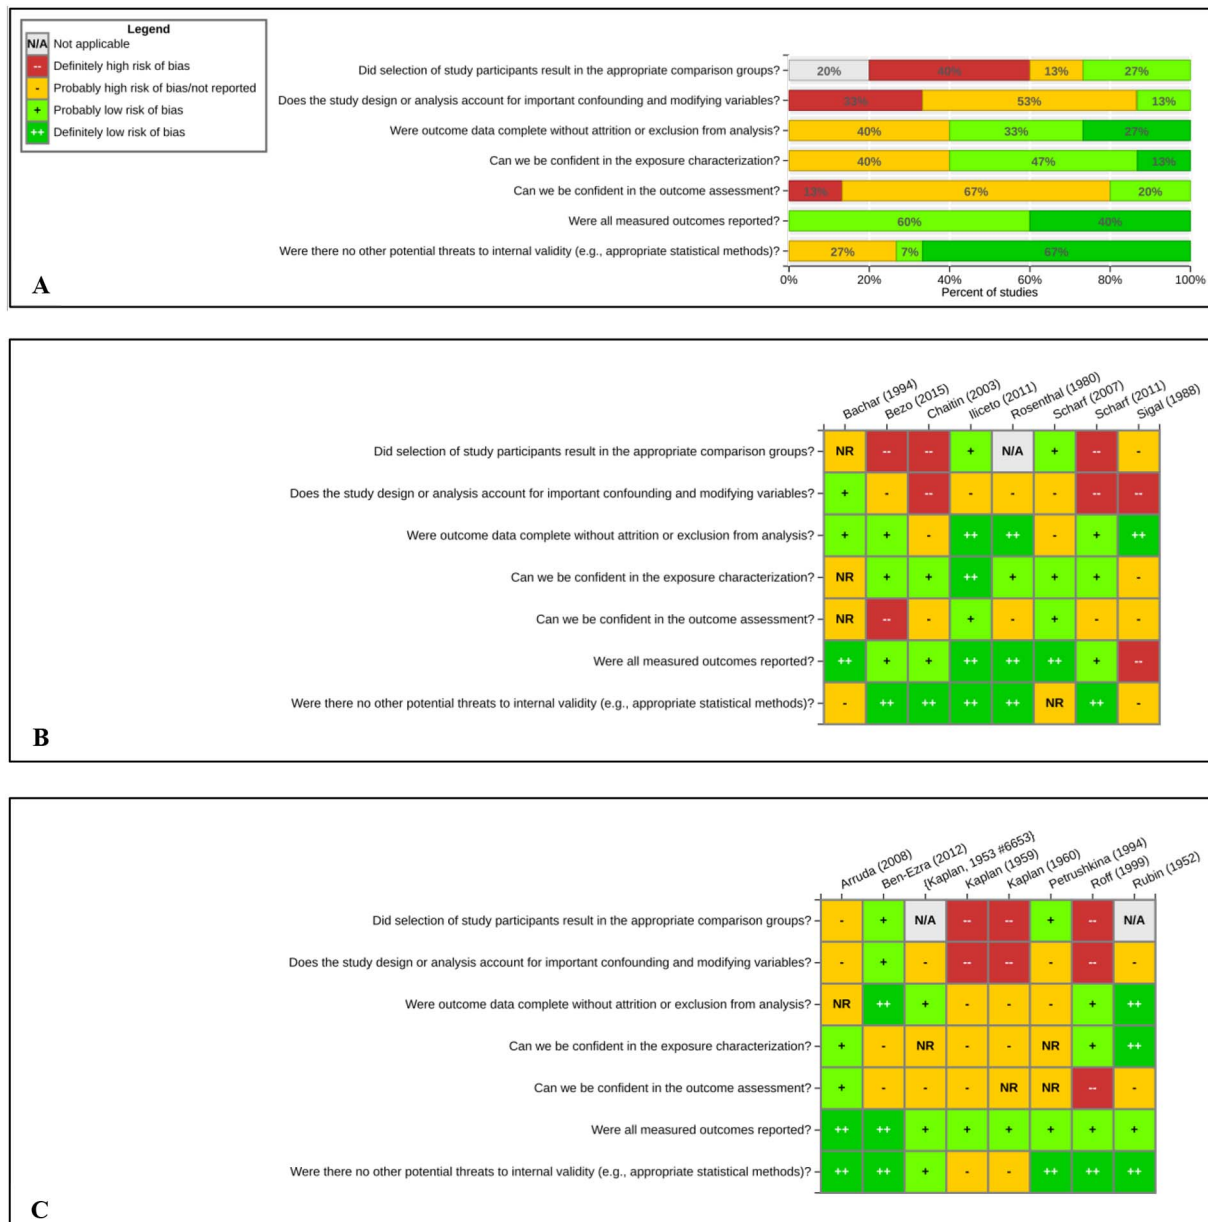 Legend
N/A Not applicable
-- Definitely high risk of bias
- Probably high risk of bias/not reported
+ Probably low risk of bias
++ Definitely low risk of bias
Did selection of study participants result in the appropriate comparison groups? 20% 40% 13% 27%
Does the study design or analysis account for important confounding and modifying variables? 33% 53% 13%
Were outcome data complete without attrition or exclusion from analysis? 40% 33% 27%
Can we be confident in the exposure characterization? 40% 47% 13%
Can we be confident in the outcome assessment? 13% 67% 20%
Were all measured outcomes reported? 60% 40%
Were there no other potential threats to internal validity (e.g., appropriate statistical methods)? 27% 7% 67%
0% 20% 40% 60% 80% 100%
Percent of studies
A
Bachar (1994) Bezo (2015) Chaitin (2003) Iliceto (2011) Rosenthal (1980) Scharf (2007) Scharf (2011) Sigal (1988)
Did selection of study participants result in the appropriate comparison groups? NR -- -- + N/A + -- -
Does the study design or analysis account for important confounding and modifying variables? + - -- - - - -- --
Were outcome data complete without attrition or exclusion from analysis? + + - ++ ++ - + ++
Can we be confident in the exposure characterization? NR + + ++ + + + -
Can we be confident in the outcome assessment? NR -- - + - + - -
Were all measured outcomes reported? ++ + + ++ ++ ++ + --
Were there no other potential threats to internal validity (e.g., appropriate statistical methods)? - ++ ++ ++ ++ NR ++ -
B
Arruda (2008) Ben-Ezra (2012) {Kaplan, 1953 #6653} Kaplan (1959) Kaplan (1960) Petrushkina (1994) Roff (1999) Rubin (1952)
Did selection of study participants result in the appropriate comparison groups? - + N/A -- -- + -- N/A
Does the study design or analysis account for important confounding and modifying variables? - + - -- -- - -- -
Were outcome data complete without attrition or exclusion from analysis? NR ++ + - - - + ++
Can we be confident in the exposure characterization? + - NR - - NR + ++
Can we be confident in the outcome assessment? + - - - NR NR -- -
Were all measured outcomes reported? ++ ++ + + + + + +
Were there no other potential threats to internal validity (e.g., appropriate statistical methods)? ++ ++ + - - ++ ++ ++
C